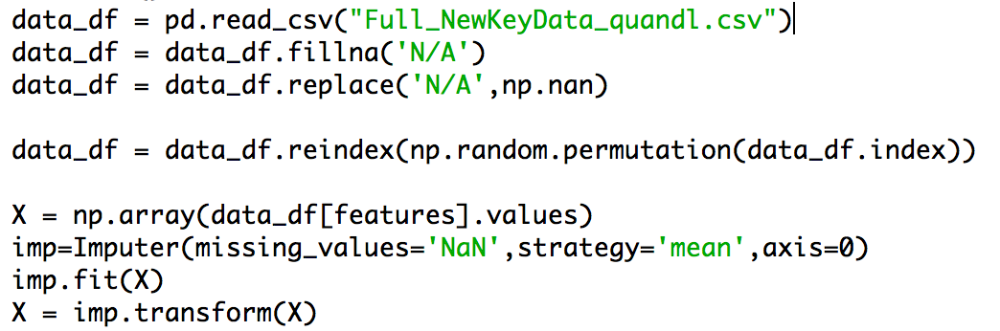 data_df = pd.read_csv("Full_NewKeyData_quandl.csv")
data_df = data_df.fillna('N/A')
data_df = data_df.replace('N/A',np.nan)
data_df = data_df.reindex(np.random.permutation(data_df.index))
X = np.array(data_df[features].values)
imp=Imputer(missing_values='NaN',strategy='mean',axis=0)
imp.fit(X)
X = imp.transform(X)